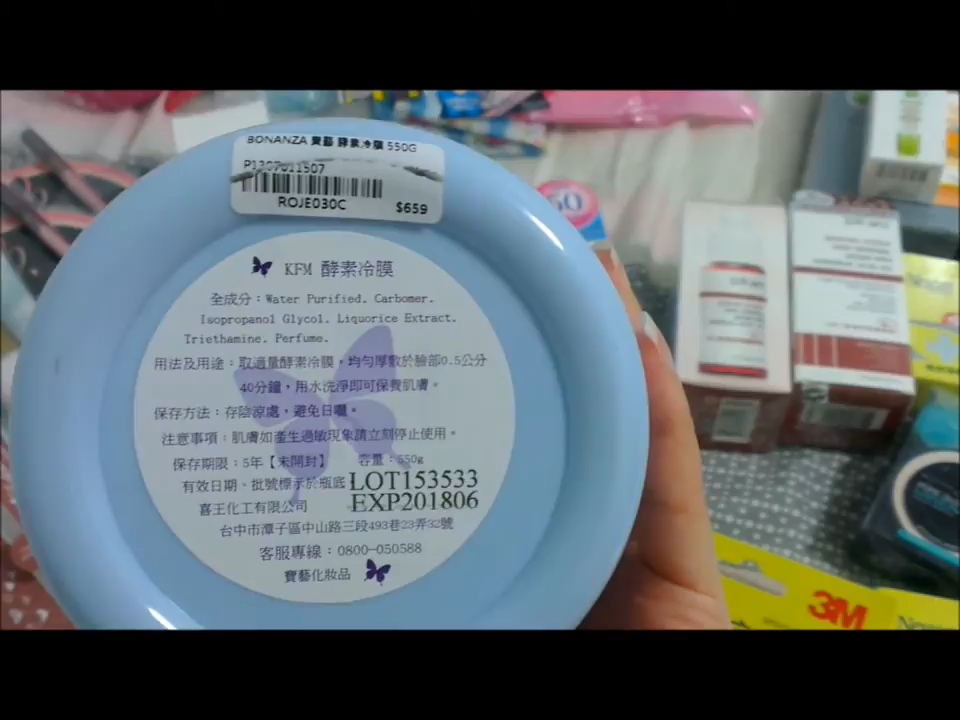 BONANZA 寶藝 酵素冷膜 550G
P1307011507
ROJE030C
$659
KFM 酵素冷膜
全成分：Water Purified. Carbomer.
Isopropanol Glycol. Liquorice Extract.
Triethamine. Perfume.
用法及用途：取適量酵素冷膜，均勻厚敷於臉部0.5公分
40分鐘，用水洗淨即可保養肌膚。
保存方法：存陰涼處，避免日曬。
注意事項：肌膚如產生過敏現象請立刻停止使用。
保存期限：5年【未開封】 容量：550g
有效日期、批號標示於瓶底 LOT153533
EXP201806
喜王化工有限公司
台中市潭子區中山路三段493巷23弄32號
客服專線：0800-050588
寶藝化妝品
50
3M